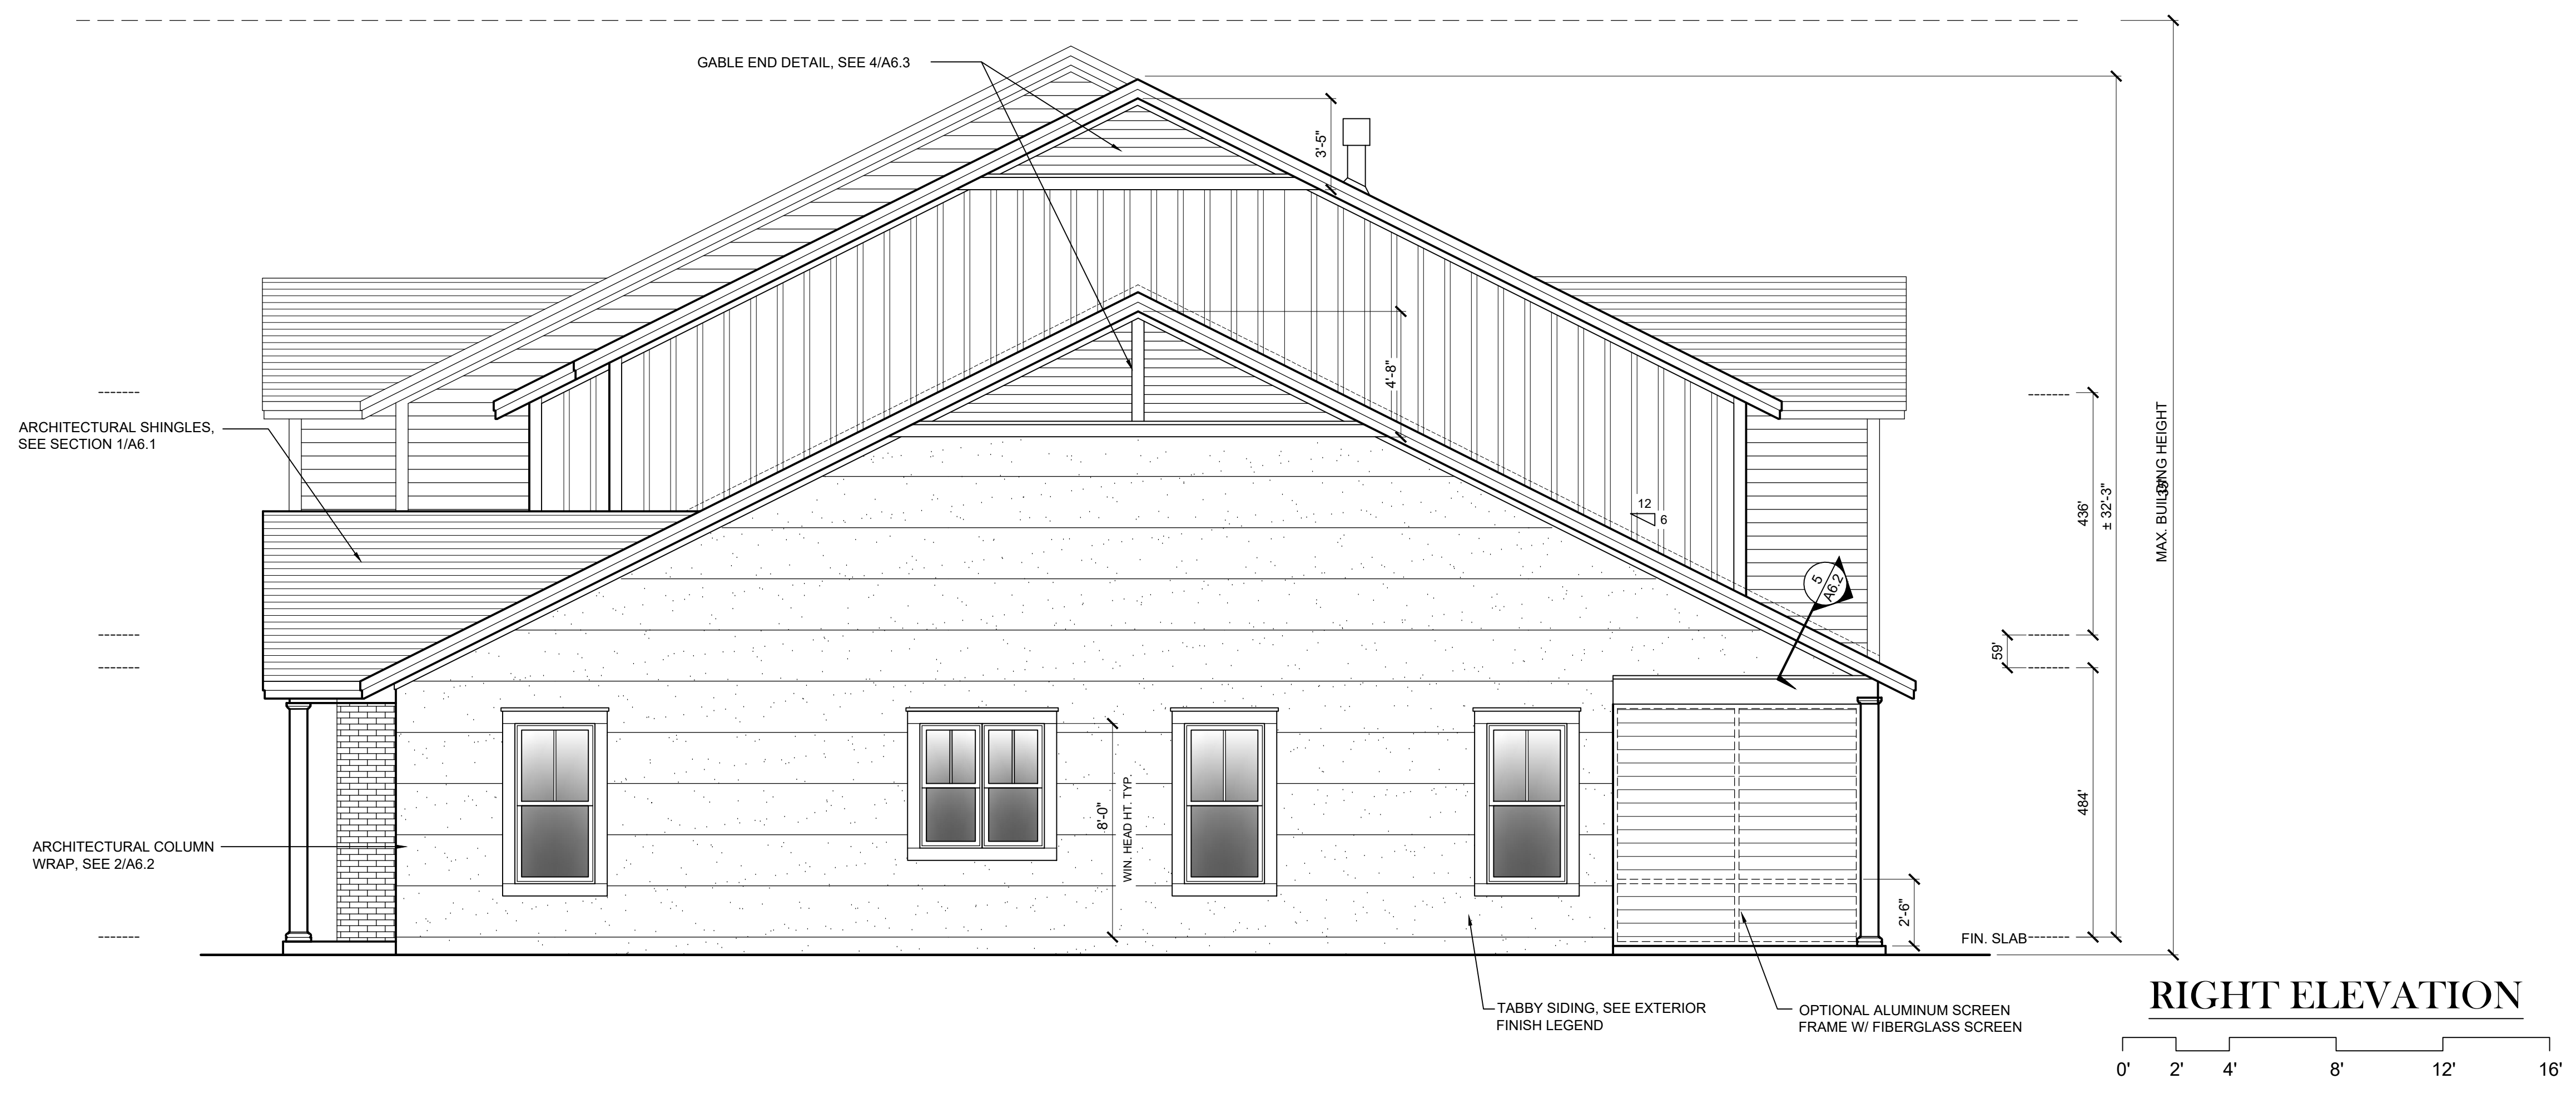 GABLE END DETAIL, SEE 4/A6.3
3'-5"
4'-8"
ARCHITECTURAL SHINGLES,
SEE SECTION 1/A6.1
12
6
5
A6.2
436'
± 32'-3"
MAX. BUILDING HEIGHT
59'
484'
8'-0"
WIN. HEAD HT. TYP.
ARCHITECTURAL COLUMN
WRAP, SEE 2/A6.2
2'-6"
FIN. SLAB
TABBY SIDING, SEE EXTERIOR
FINISH LEGEND
OPTIONAL ALUMINUM SCREEN
FRAME W/ FIBERGLASS SCREEN
RIGHT ELEVATION
0' 2' 4' 8' 12' 16'